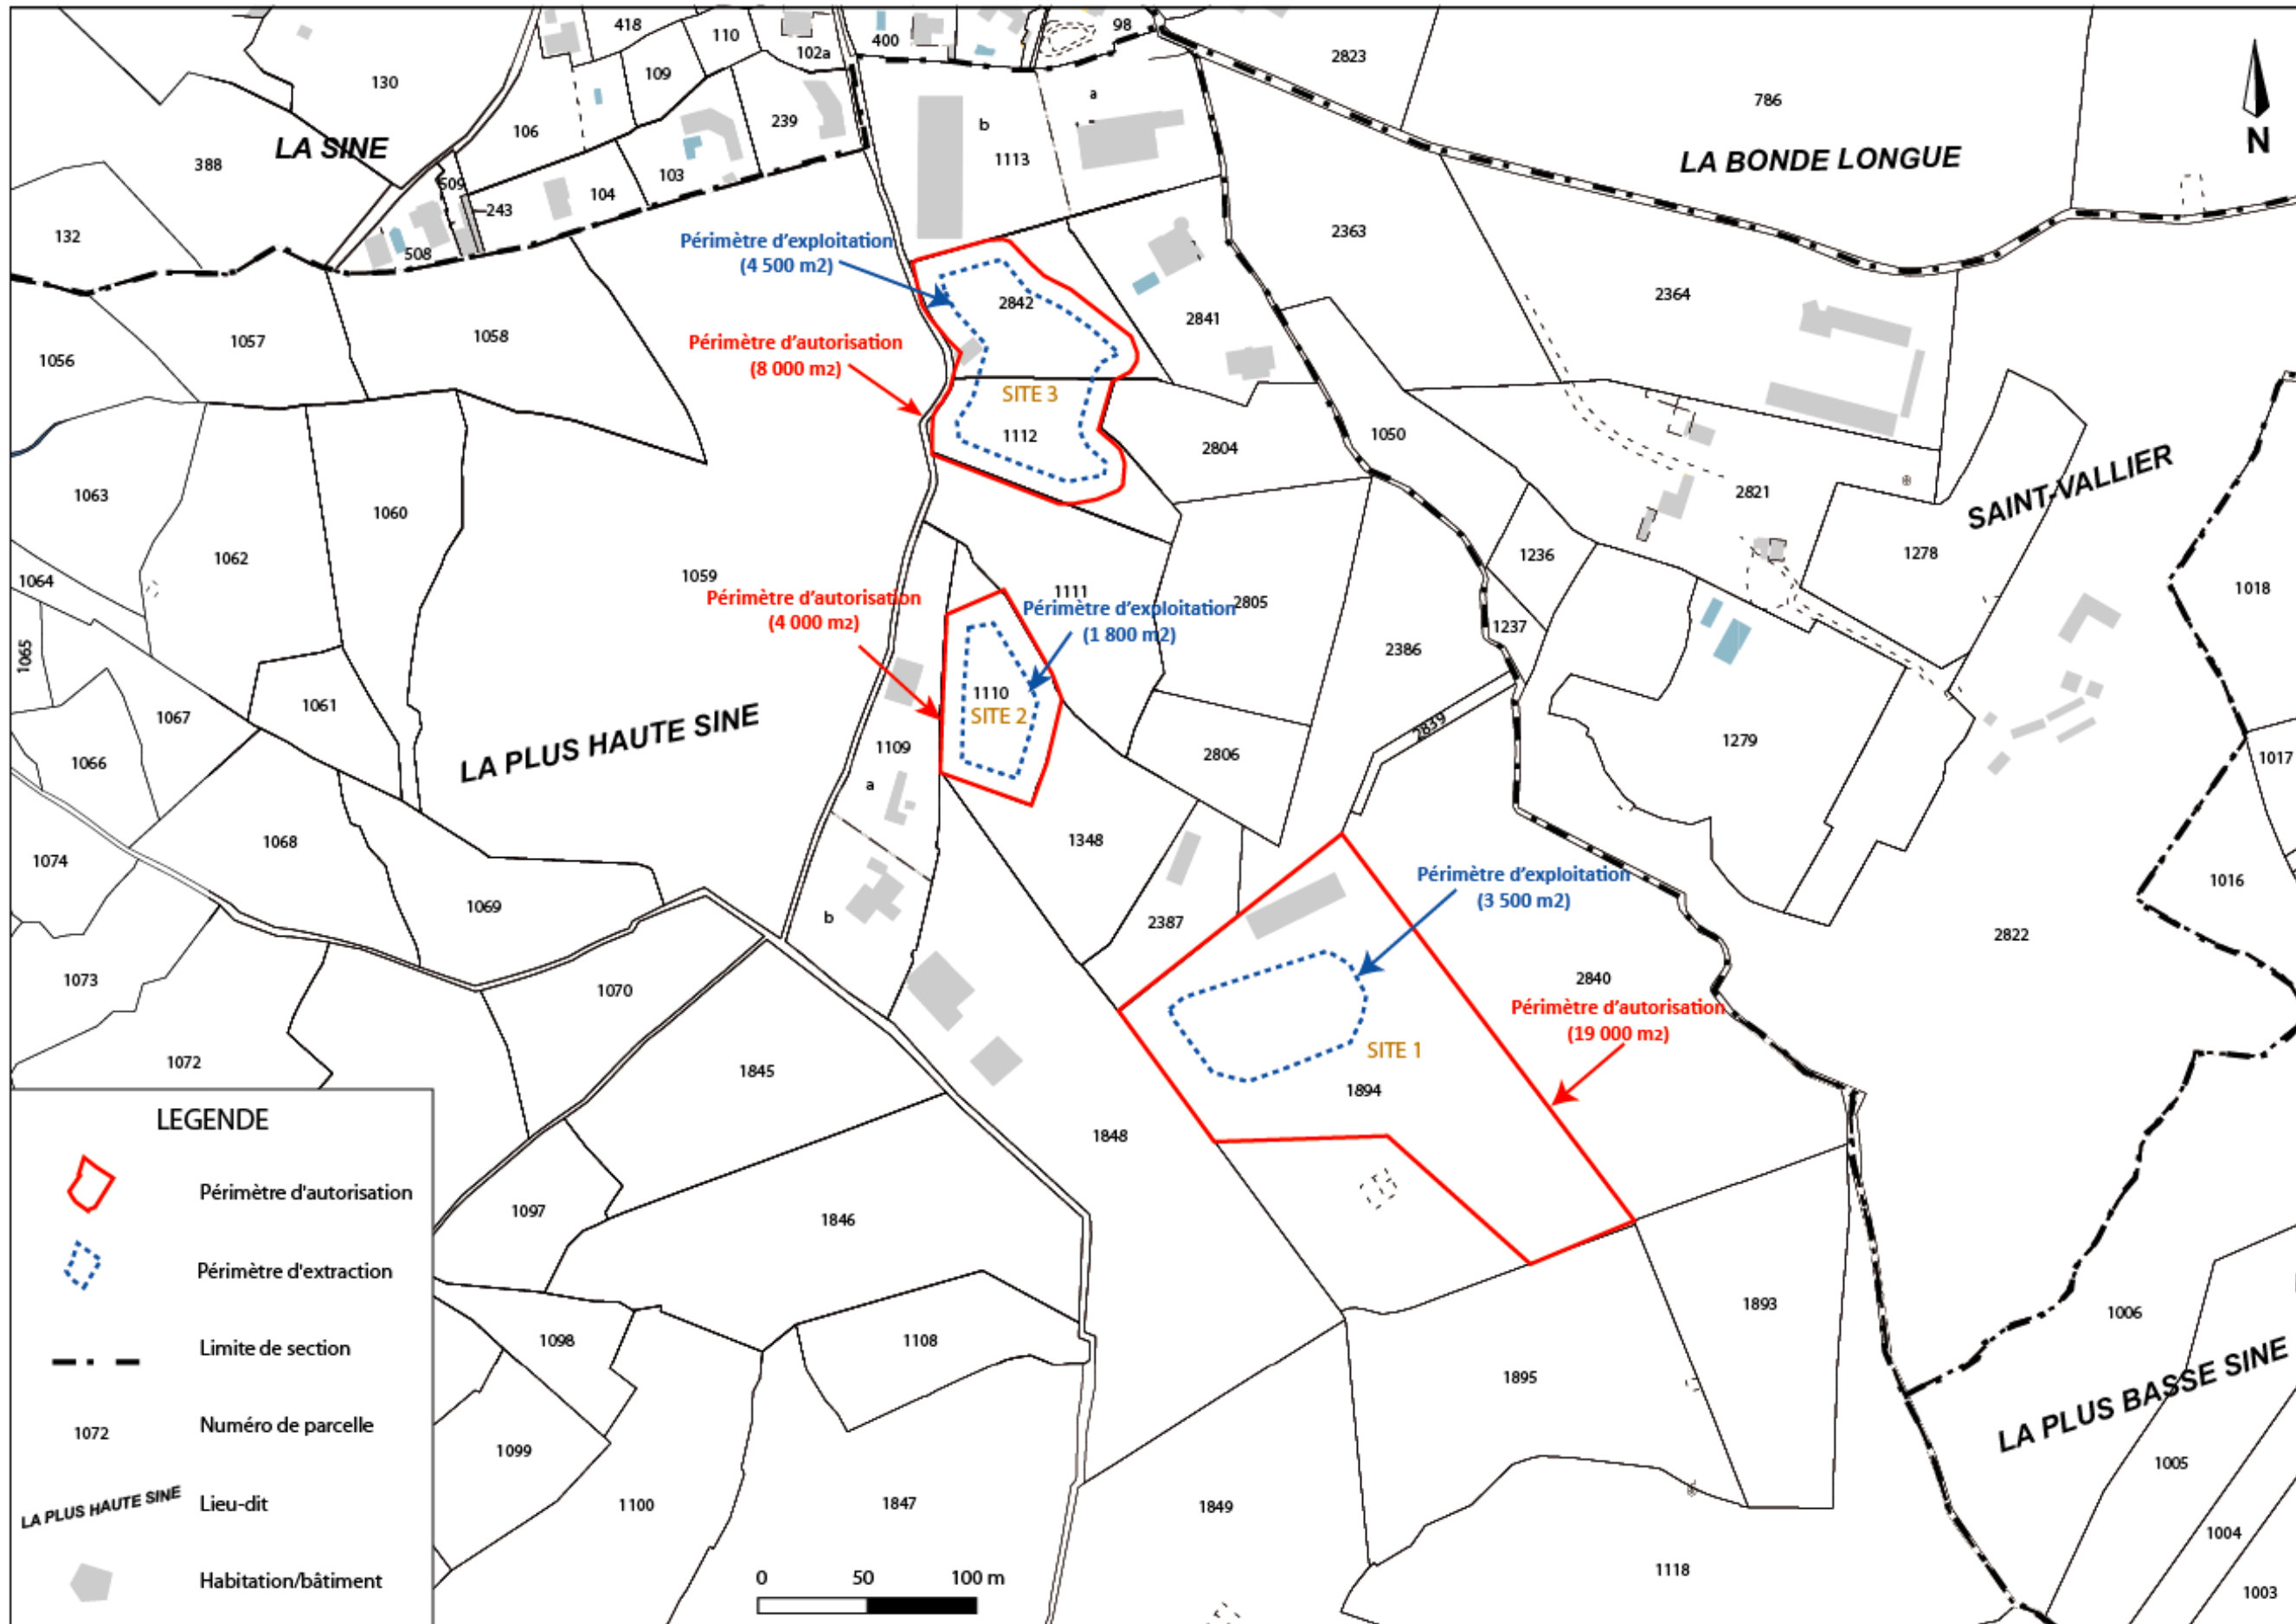 418
110
98
102a
400
2823
130
109
a
786
106
239
b
LA SINE
1113
LA BONDE LONGUE
N
388
103
509
104
243
132
508
2363
Périmètre d'exploitation
(4 500 m2)
2364
2842
2841
1057
1058
1056
Périmètre d'autorisation
(8 000 m2)
SITE 3
1112
1050
2804
SAINT-VALLIER
2821
1063
1060
1278
1236
1062
1064
1059
1111
1018
Périmètre d'autorisation
(4 000 m2)
Périmètre d'exploitation
(1 800 m2)
2805
1237
1065
2386
1110
SITE 2
1061
1067
LA PLUS HAUTE SINE
2839
1279
1109
2806
1017
1066
a
1068
1348
1074
Périmètre d'exploitation
(3 500 m2)
1016
1069
b
2387
2822
1073
1070
2840
Périmètre d'autorisation
(19 000 m2)
SITE 1
1072
1845
1894
1848
LEGENDE
Périmètre d'autorisation
Périmètre d'extraction
Limite de section
1072
Numéro de parcelle
LA PLUS HAUTE SINE
Lieu-dit
Habitation/bâtiment
1097
1846
1893
1006
1098
1108
1895
LA PLUS BASSE SINE
1099
1005
1100
1847
1849
1004
1118
1003
0 50 100 m